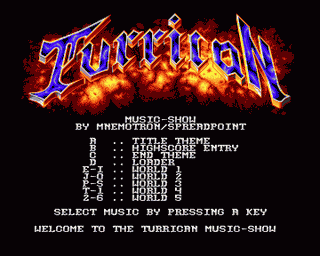 Turrican
MUSIC-SHOW
BY MNEMOTRON/SPREADPOINT
A .. TITLE THEME
B .. HIGHSCORE ENTRY
C .. END THEME
D .. LOADER
E-I .. WORLD 1
J-O .. WORLD 2
P-S .. WORLD 3
T-1 .. WORLD 4
2-6 .. WORLD 5
SELECT MUSIC BY PRESSING A KEY
WELCOME TO THE TURRICAN MUSIC-SHOW